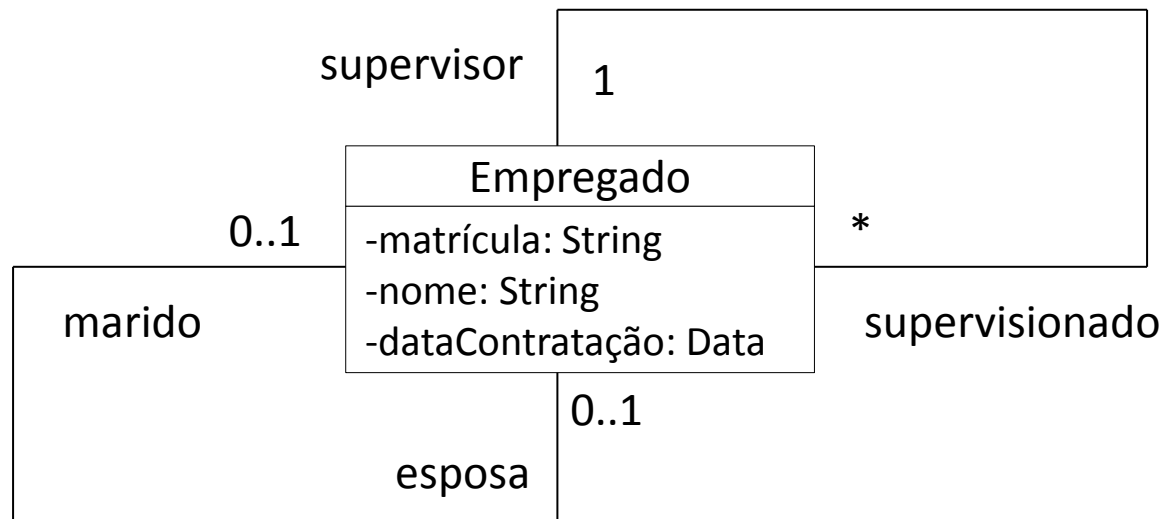 supervisor
1
Empregado
0..1
-matrícula: String
*
-nome: String
marido
supervisionado
-dataContratação: Data
0..1
esposa